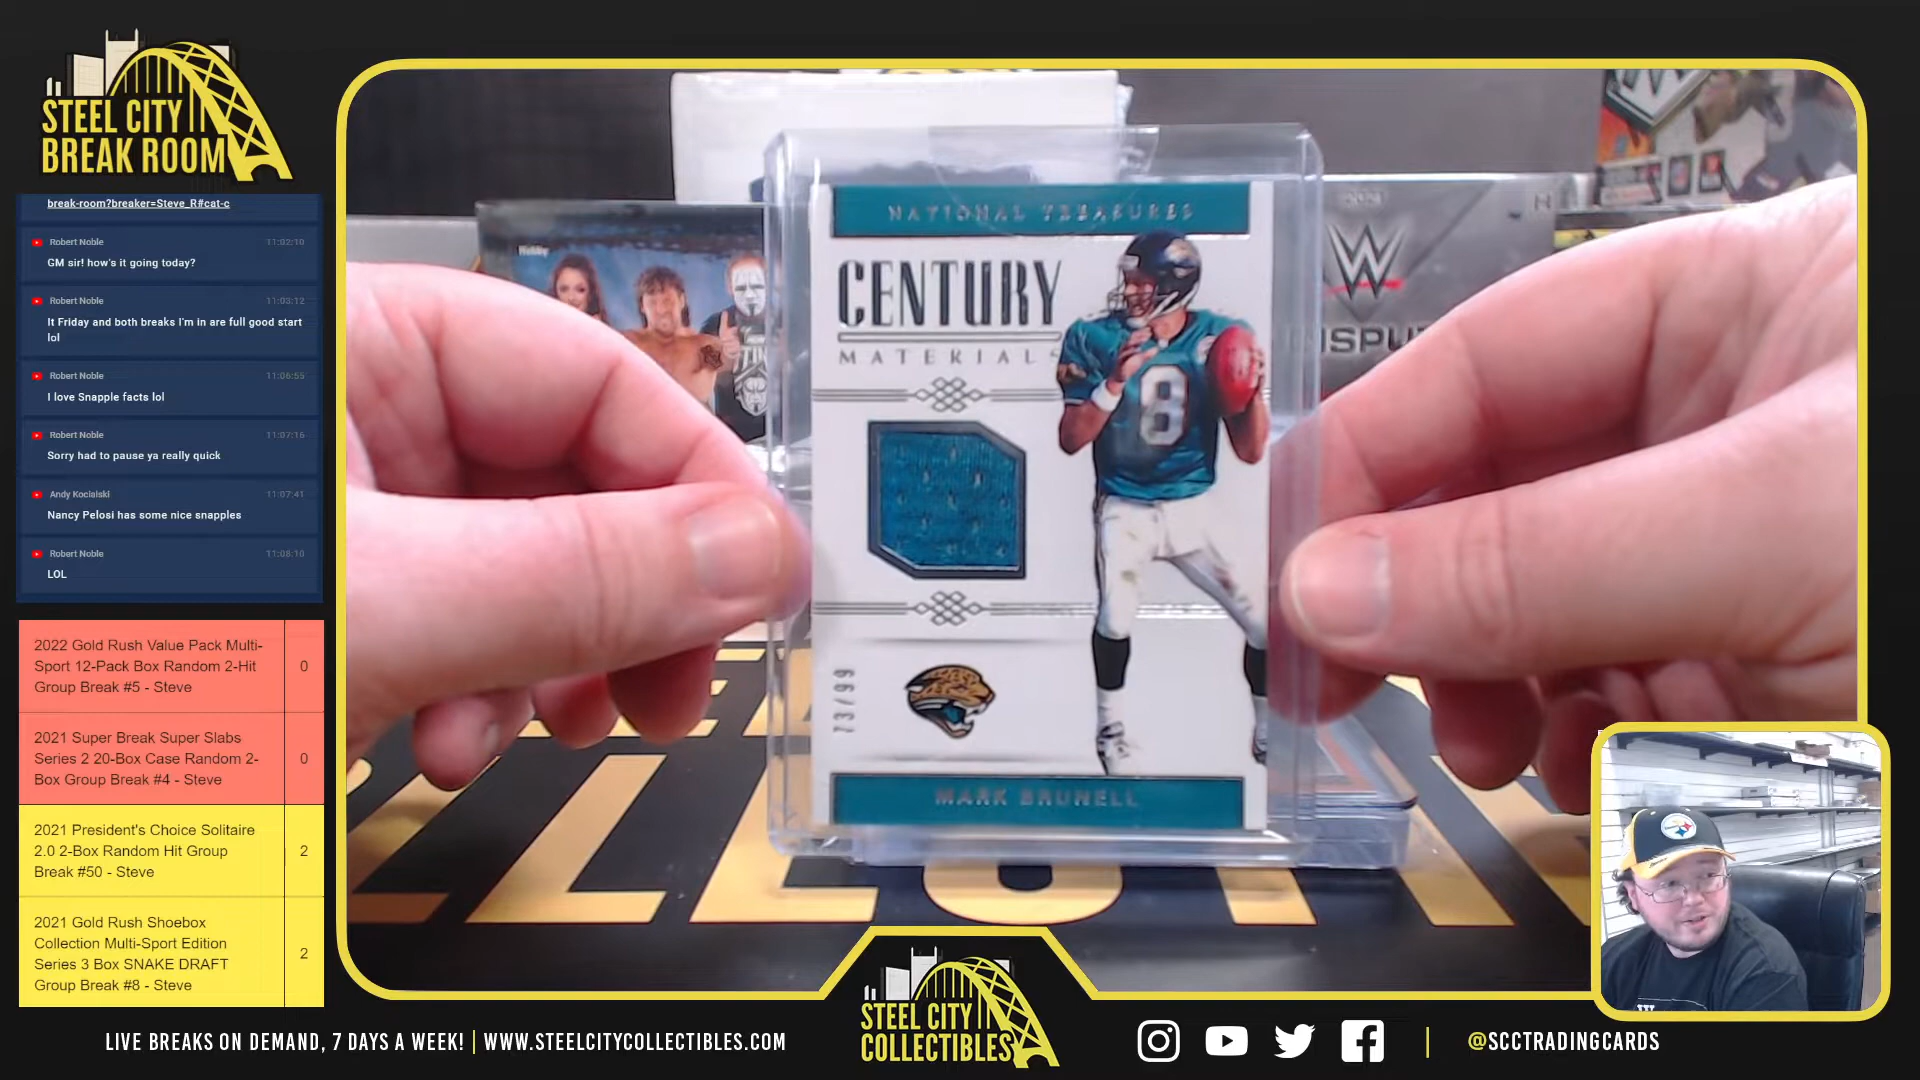 STEEL CITY
BREAK ROOM
break-room?breaker=Steve_R#cat-c
Robert Noble 11:02:10
GM sir! how's it going today?
Robert Noble 11:03:12
It Friday and both breaks I'm in are full good start
lol
Robert Noble 11:06:55
I love Snapple facts lol
Robert Noble 11:07:16
Sorry had to pause ya really quick
Andy Kocialski 11:07:41
Nancy Pelosi has some nice snapples
Robert Noble 11:08:10
LOL
2022 Gold Rush Value Pack Multi-
Sport 12-Pack Box Random 2-Hit
Group Break #5 - Steve
0
2021 Super Break Super Slabs
Series 2 20-Box Case Random 2-
Box Group Break #4 - Steve
0
2021 President's Choice Solitaire
2.0 2-Box Random Hit Group
Break #50 - Steve
2
2021 Gold Rush Shoebox
Collection Multi-Sport Edition
Series 3 Box SNAKE DRAFT
Group Break #8 - Steve
2
NATIONAL TREASURES
CENTURY
MATERIALS
8
73/99
MARK BRUNELL
Hobby
2021
W
LIVE BREAKS ON DEMAND, 7 DAYS A WEEK! | WWW.STEELCITYCOLLECTIBLES.COM
STEEL CITY
COLLECTIBLES
@SCCTRADINGCARDS